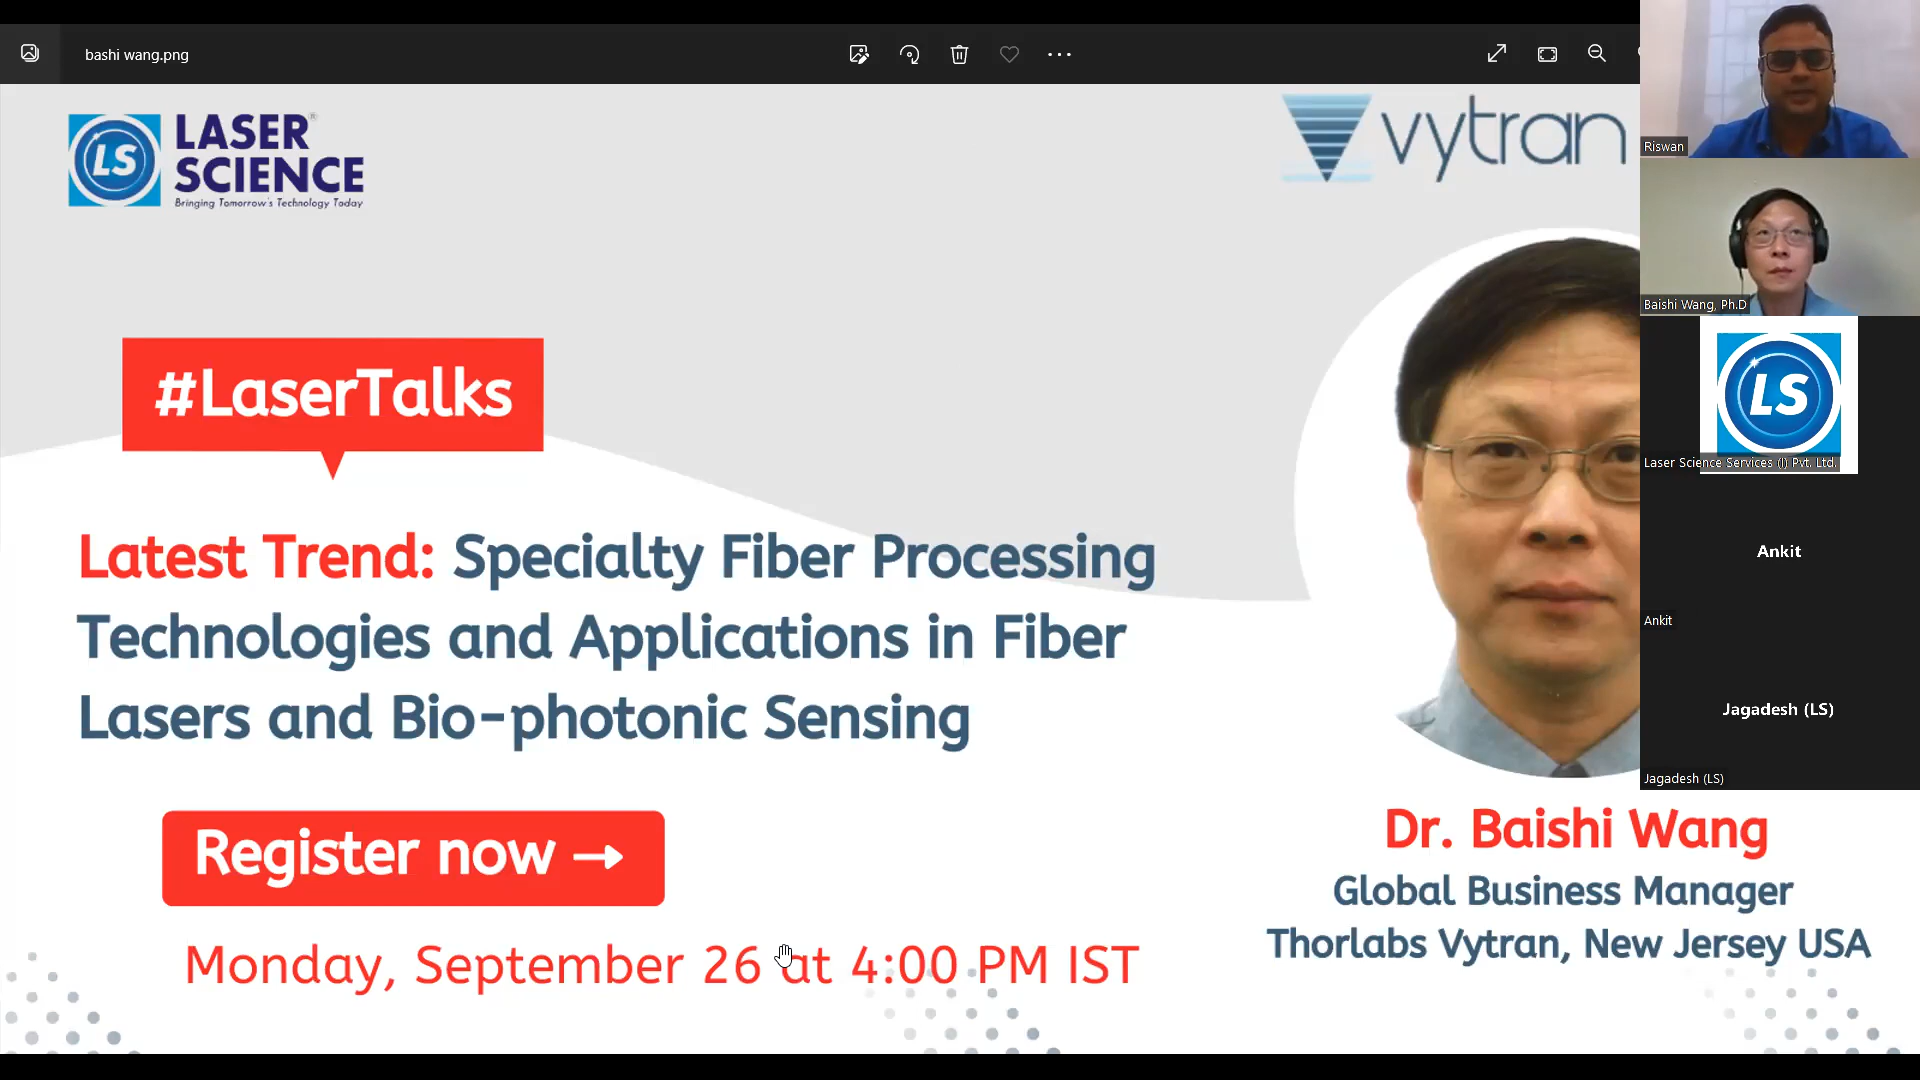 bashi wang.png
LS
LASER
SCIENCE
Bringing Tomorrow's Technology Today
vytran
#LaserTalks
Latest Trend: Specialty Fiber Processing
Technologies and Applications in Fiber
Lasers and Bio-photonic Sensing
Register now →
Monday, September 26 at 4:00 PM IST
Dr. Baishi Wang
Global Business Manager
Thorlabs Vytran, New Jersey USA
Riswan
Baishi Wang, Ph.D
LS
Laser Science Services (I) Pvt. Ltd.
Ankit
Ankit
Jagadesh (LS)
Jagadesh (LS)